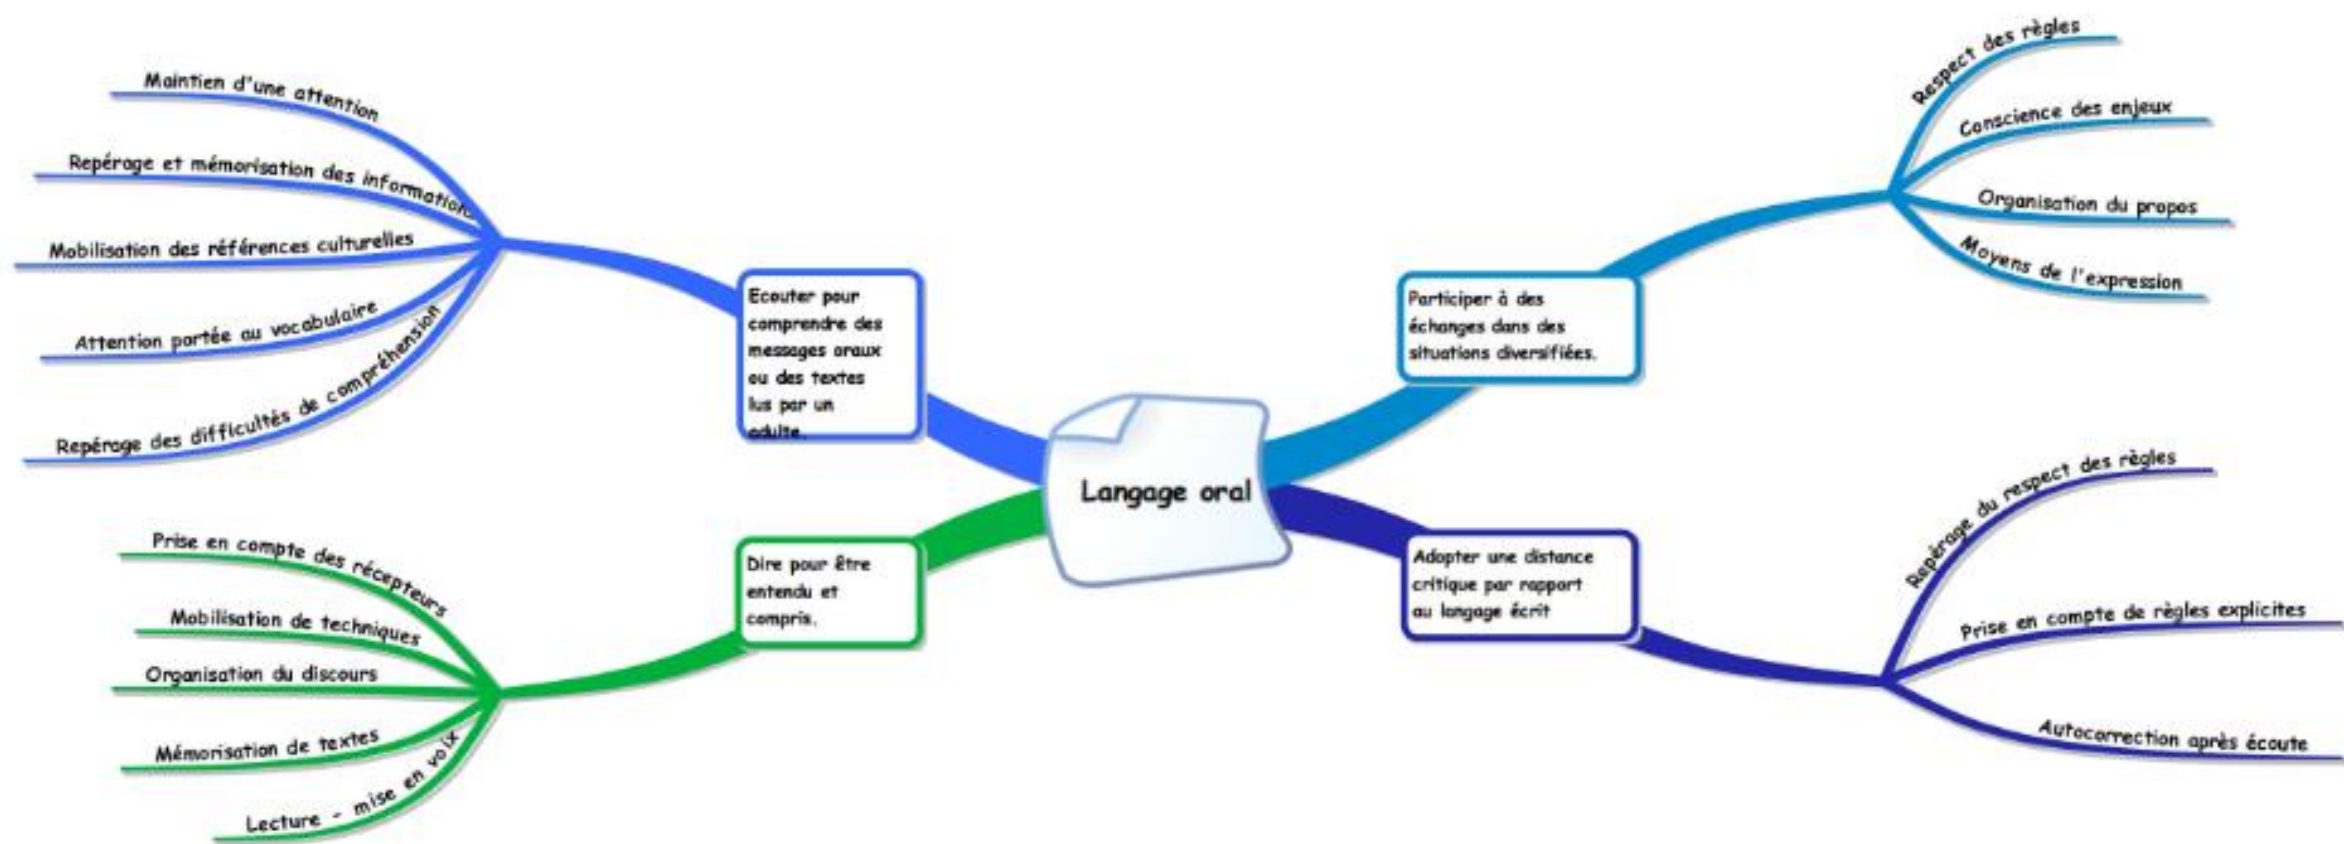 Langage oral
Ecouter pour
comprendre des
messages oraux
ou des textes
lus par un
adulte.
Maintien d'une attention
Repérage et mémorisation des information
Mobilisation des références culturelles
Attention portée au vocabulaire
Repérage des difficultés de compréhension
Dire pour être
entendu et
compris.
Prise en compte des récepteurs
Mobilisation de techniques
Organisation du discours
Mémorisation de textes
Lecture - mise en voix
Participer à des
échanges dans des
situations diversifiées.
Respect des règles
Conscience des enjeux
Organisation du propos
Moyens de l'expression
Adopter une distance
critique par rapport
au langage écrit
Repérage du respect des règles
Prise en compte de règles explicites
Autocorrection après écoute